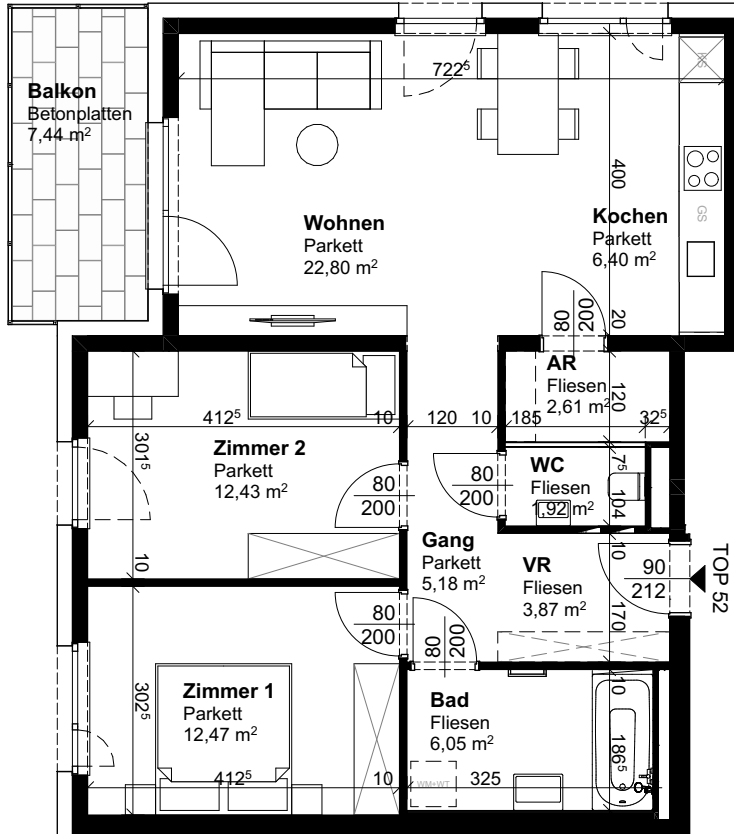 Balkon
Betonplatten
7,44 m²
722⁵
KS
400
GS
Wohnen
Parkett
22,80 m²
Kochen
Parkett
6,40 m²
20
80
200
AR
Fliesen
2,61 m²
120
412⁵
10
120
10
185
32⁵
301⁵
Zimmer 2
Parkett
12,43 m²
80
200
80
200
WC
Fliesen
1,92 m²
7⁵
104
10
Gang
Parkett
5,18 m²
VR
Fliesen
3,87 m²
10
170
90
212
TOP 52
80
200
80
200
302⁵
Zimmer 1
Parkett
12,47 m²
Bad
Fliesen
6,05 m²
10
186⁵
412⁵
10
WM+WT
325